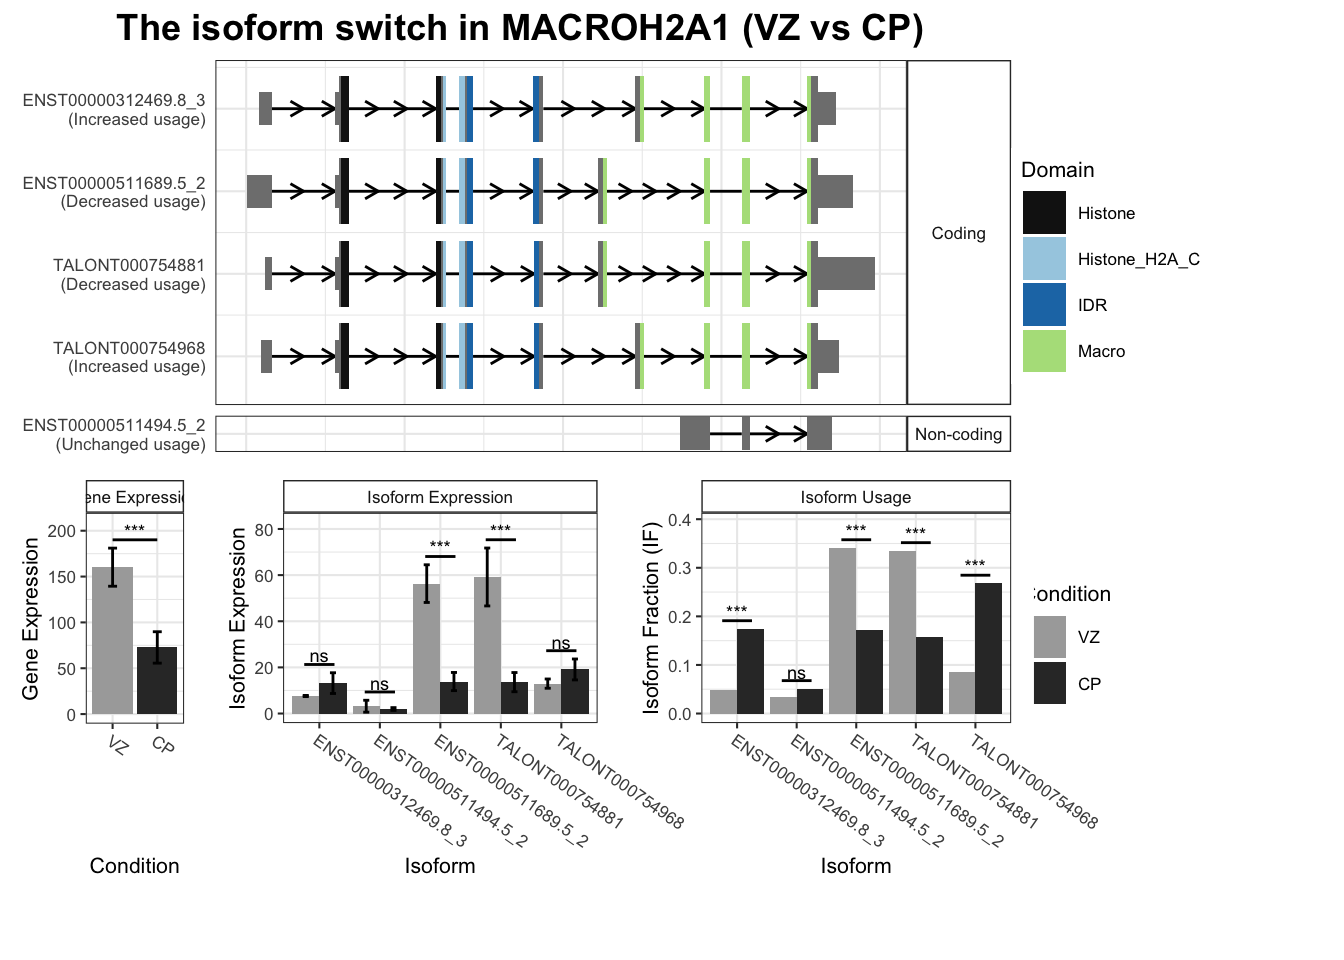 The isoform switch in MACROH2A1 (VZ vs CP)
ENST00000312469.8_3
(Increased usage)
ENST00000511689.5_2
(Decreased usage)
TALONT000754881
(Decreased usage)
TALONT000754968
(Increased usage)
Coding
ENST00000511494.5_2
(Unchanged usage)
Non-coding
Domain
Histone
Histone_H2A_C
IDR
Macro
ene Expressi
Gene Expression
200
150
100
50
0
***
VZ
CP
Condition
Isoform Expression
Isoform Expression
80
60
40
20
0
ns
ns
***
***
ns
ENST00000312469.8_3
ENST00000511494.5_2
ENST00000511689.5_2
TALONT000754881
TALONT000754968
Isoform
Isoform Usage
Isoform Fraction (IF)
0.4
0.3
0.2
0.1
0.0
***
ns
***
***
***
ENST00000312469.8_3
ENST00000511494.5_2
ENST00000511689.5_2
TALONT000754881
TALONT000754968
Isoform
ondition
VZ
CP